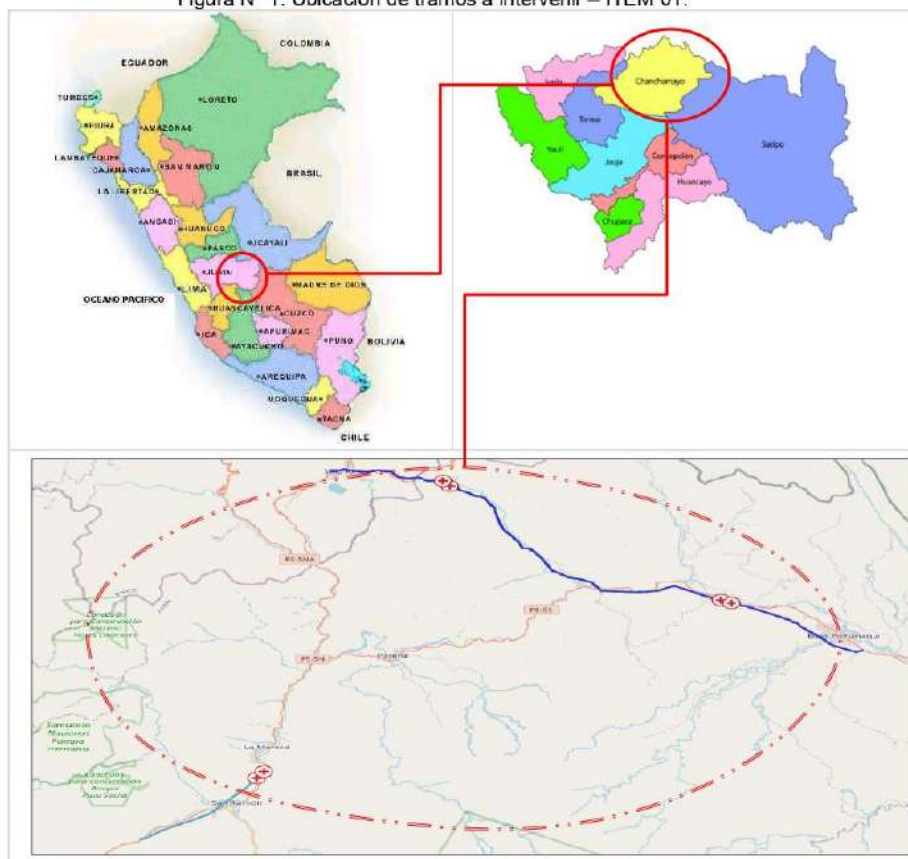 Figura N° 1. Ubicación de tramos a intervenir – ITEM 01.
COLOMBIA
ECUADOR
TUMBES
LORETO
PIURA
AMAZONAS
LAMBAYEQUE
CAJAMARCA
SAN MARTIN
BRASIL
LA LIBERTAD
ANCASH
HUANUCO
UCAYALI
PASCO
JUNIN
LIMA
MADRE DE DIOS
OCEANO PACIFICO
HUANCAVELICA
CUZCO
ICA
APURIMAC
PUNO
BOLIVIA
AYACUCHO
AREQUIPA
MOQUEGUA
TACNA
CHILE
Chanchamayo
Junín
Tarma
Yauli
Jauja
Concepción
Satipo
Huancayo
Chupaca
PE-5NA
PE-5S
PE-5N
Perené
La Merced
San Ramón